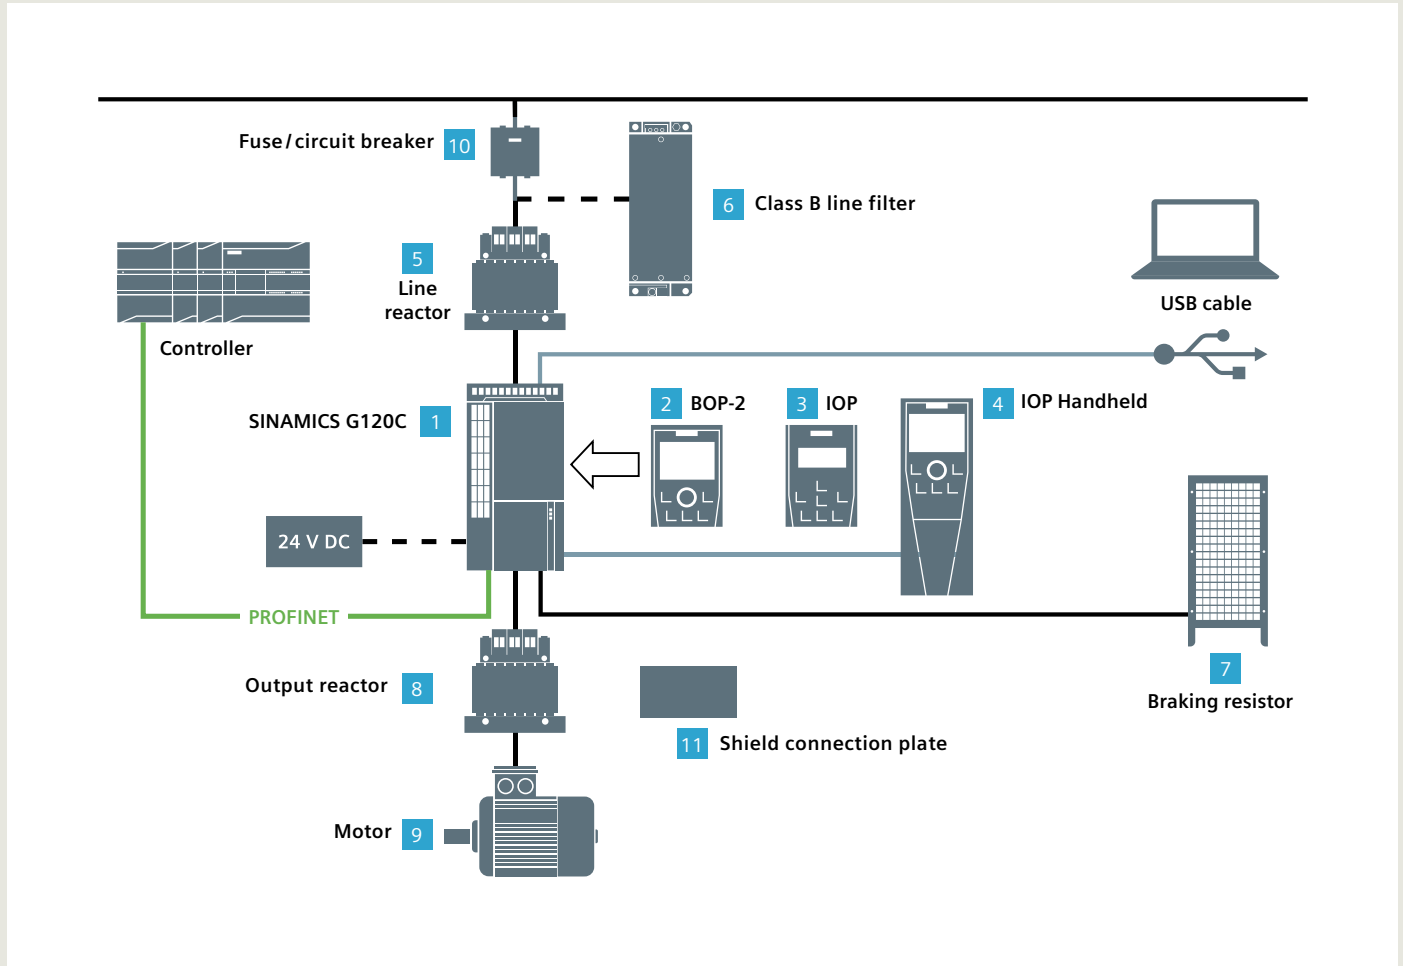 Fuse/circuit breaker 10
6 Class B line filter
5
Line
reactor
USB cable
Controller
2 BOP-2
3 IOP
4 IOP Handheld
SINAMICS G120C 1
24 V DC
PROFINET
Output reactor 8
7
Braking resistor
11 Shield connection plate
Motor 9